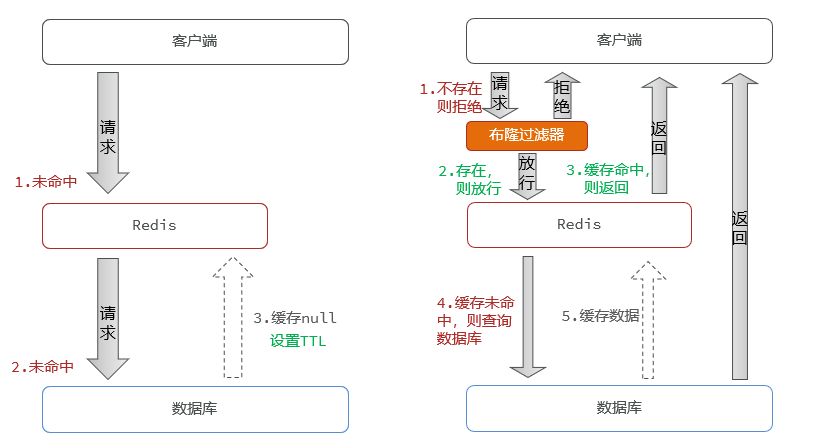 客户端
请求
1.未命中
Redis
请求
2.未命中
3.缓存null
设置TTL
数据库
客户端
1.不存在
则拒绝
请求
拒绝
布隆过滤器
2.存在，
则放行
放行
3.缓存命中，
则返回
返回
Redis
4.缓存未命
中，则查询
数据库
5.缓存数据
返回
数据库